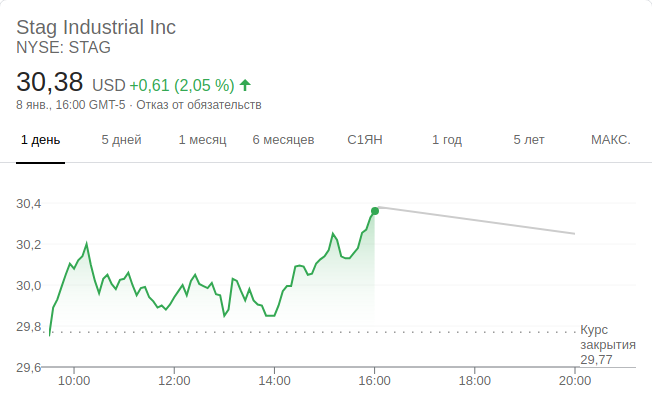 Stag Industrial Inc
NYSE: STAG
30,38 USD +0,61 (2,05 %)
8 янв., 16:00 GMT-5 · Отказ от обязательств
1 день 5 дней 1 месяц 6 месяцев С1ЯН 1 год 5 лет МАКС.
30,4
30,2
30,0
29,8
Курс
закрытия
29,77
29,6
10:00 12:00 14:00 16:00 18:00 20:00